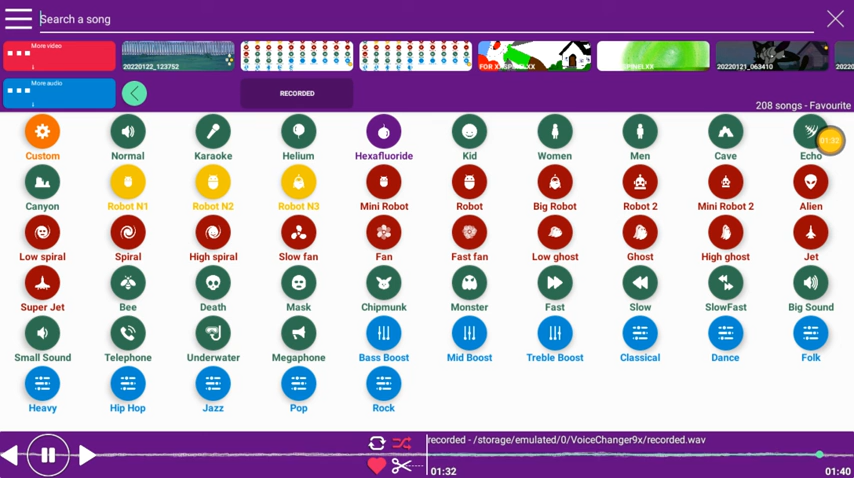 Search a song
More video
20220122_123752
FOR XXSPINELXX
SPINELXX
20220121_063410
More audio
RECORDED
208 songs - Favourite
01:32
Custom Normal Karaoke Helium Hexafluoride Kid Women Men Cave Echo
Canyon Robot N1 Robot N2 Robot N3 Mini Robot Robot Big Robot Robot 2 Mini Robot 2 Alien
Low spiral Spiral High spiral Slow fan Fan Fast fan Low ghost Ghost High ghost Jet
Super Jet Bee Death Mask Chipmunk Monster Fast Slow SlowFast Big Sound
Small Sound Telephone Underwater Megaphone Bass Boost Mid Boost Treble Boost Classical Dance Folk
Heavy Hip Hop Jazz Pop Rock
recorded - /storage/emulated/0/VoiceChanger9x/recorded.wav
01:32
01:40